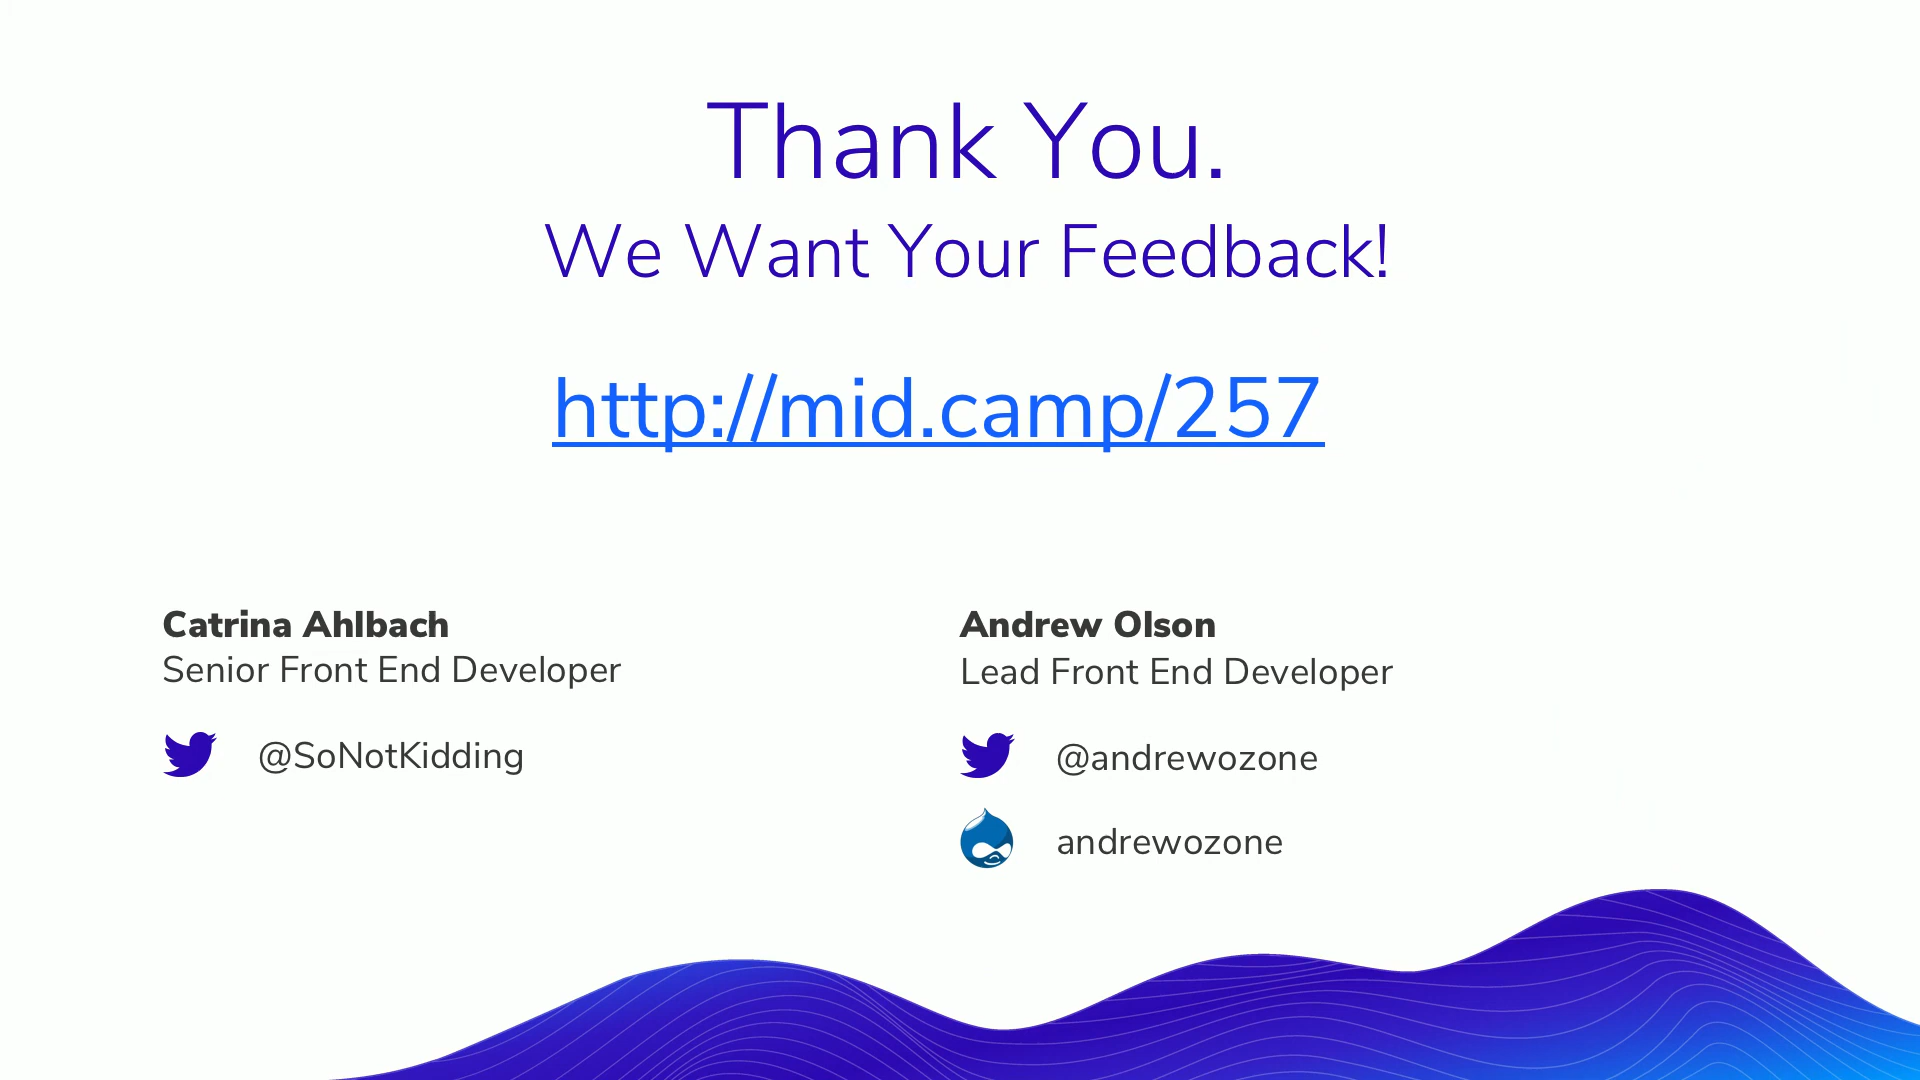 Thank You.
We Want Your Feedback!
http://mid.camp/257
Catrina Ahlbach
Senior Front End Developer
@SoNotKidding
Andrew Olson
Lead Front End Developer
@andrewozone
andrewozone